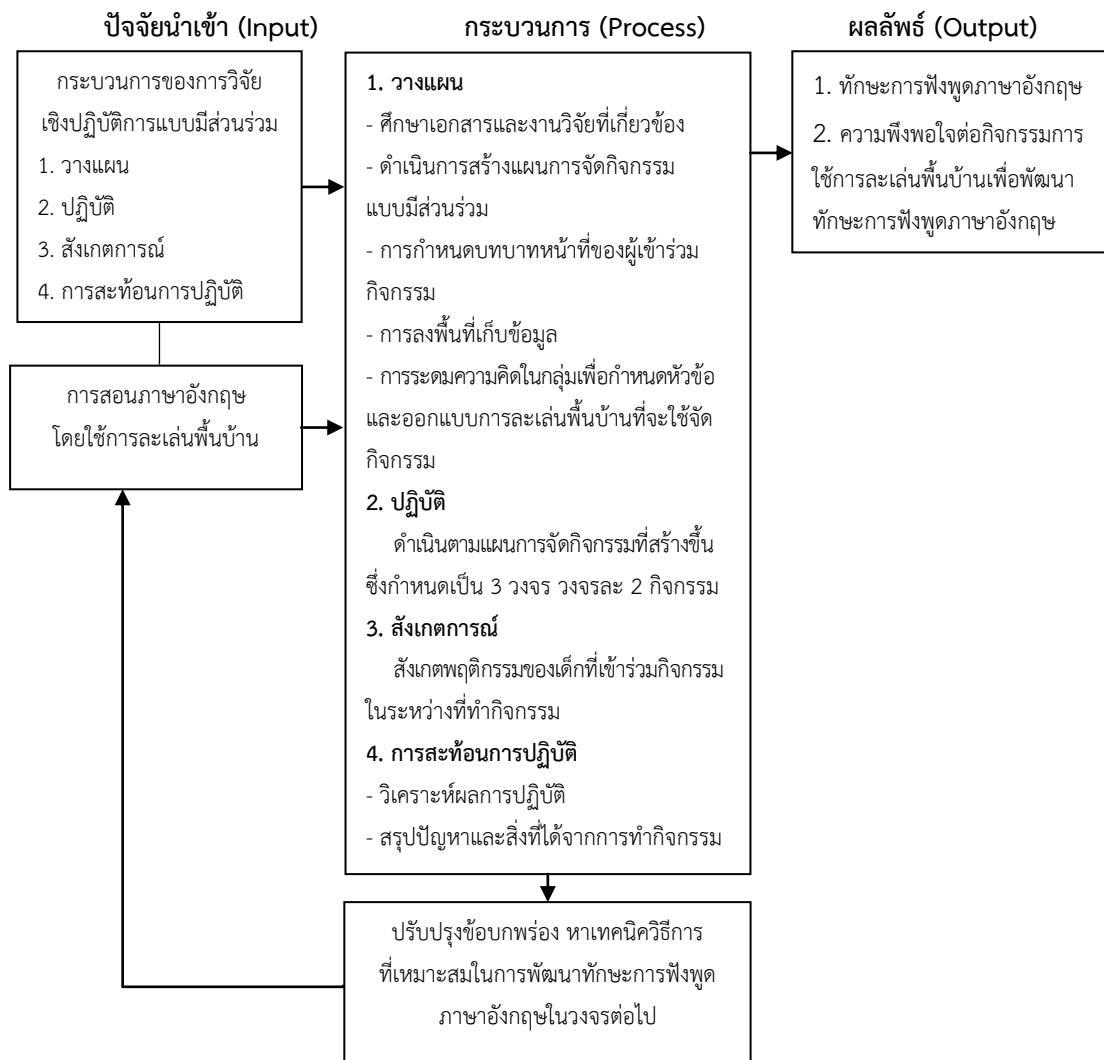 ปัจจัยนำเข้า (Input)
กระบวนการของการวิจัย
เชิงปฏิบัติการแบบมีส่วนร่วม
1. วางแผน
2. ปฏิบัติ
3. สังเกตการณ์
4. การสะท้อนการปฏิบัติ
การสอนภาษาอังกฤษ
โดยใช้การละเล่นพื้นบ้าน
กระบวนการ (Process)
1. วางแผน
- ศึกษาเอกสารและงานวิจัยที่เกี่ยวข้อง
- ดำเนินการสร้างแผนการจัดกิจกรรม
แบบมีส่วนร่วม
- การกำหนดบทบาทหน้าที่ของผู้เข้าร่วม
กิจกรรม
- การลงพื้นที่เก็บข้อมูล
- การระดมความคิดในกลุ่มเพื่อกำหนดหัวข้อ
และออกแบบการละเล่นพื้นบ้านที่จะใช้จัด
กิจกรรม
2. ปฏิบัติ
ดำเนินตามแผนการจัดกิจกรรมที่สร้างขึ้น
ซึ่งกำหนดเป็น 3 วงจร วงจรละ 2 กิจกรรม
3. สังเกตการณ์
สังเกตพฤติกรรมของเด็กที่เข้าร่วมกิจกรรม
ในระหว่างที่ทำกิจกรรม
4. การสะท้อนการปฏิบัติ
- วิเคราะห์ผลการปฏิบัติ
- สรุปปัญหาและสิ่งที่ได้จากการทำกิจกรรม
ปรับปรุงข้อบกพร่อง หาเทคนิควิธีการ
ที่เหมาะสมในการพัฒนาทักษะการฟังพูด
ภาษาอังกฤษในวงจรต่อไป
ผลลัพธ์ (Output)
1. ทักษะการฟังพูดภาษาอังกฤษ
2. ความพึงพอใจต่อกิจกรรมการ
ใช้การละเล่นพื้นบ้านเพื่อพัฒนา
ทักษะการฟังพูดภาษาอังกฤษ